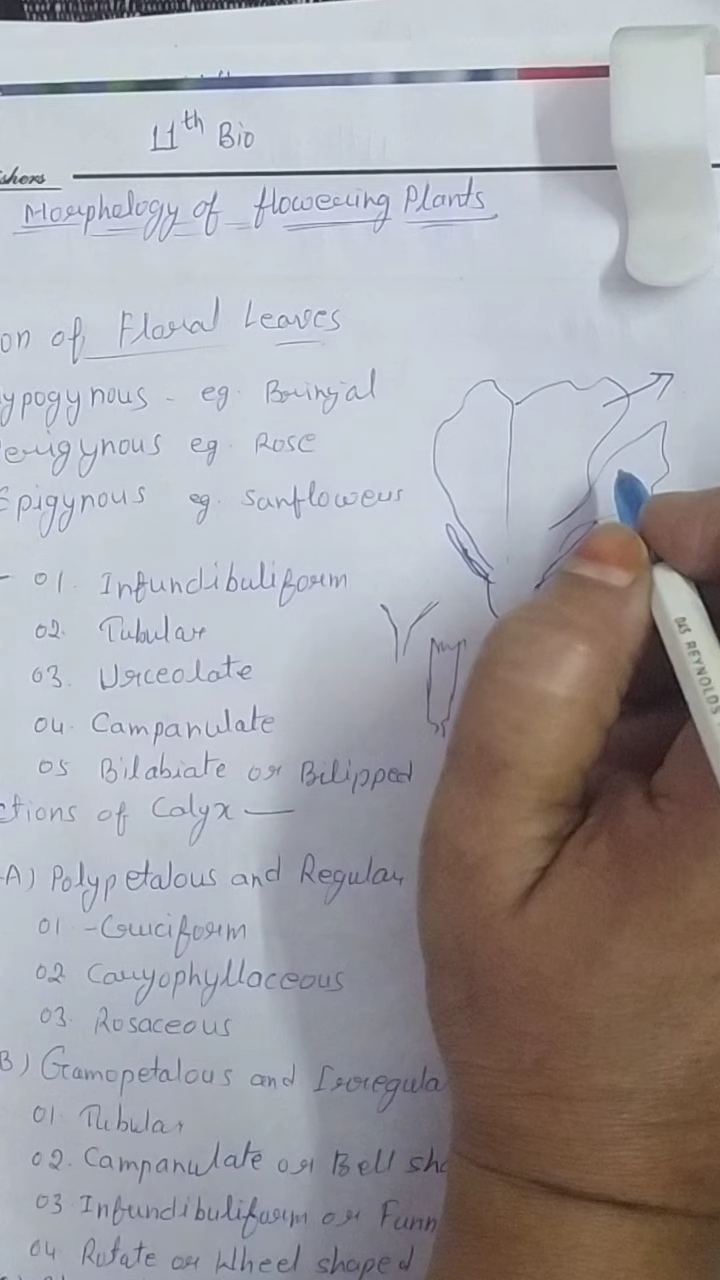 11th Bio
shers
Morphology of flowering Plants
on of Floral Leaves
ypogynous - eg. Bringal
erigynous eg. Rose
Epigynous eg. Sanflowers
- 01. Infundibuliform
02. Tubular
03. Urceolate
04. Campanulate
05 Bilabiate or Bilipped
ctions of Calyx —
A) Polypetalous and Regular
01 - Cruciform
02 Caryophyllaceous
03. Rosaceous
B) Gamopetalous and Irregula
01. Tubular
02. Campanulate or Bell sh
03 Infundibuliform or Funn
04 Rotate or Wheel shaped
O&S REYNOLDS